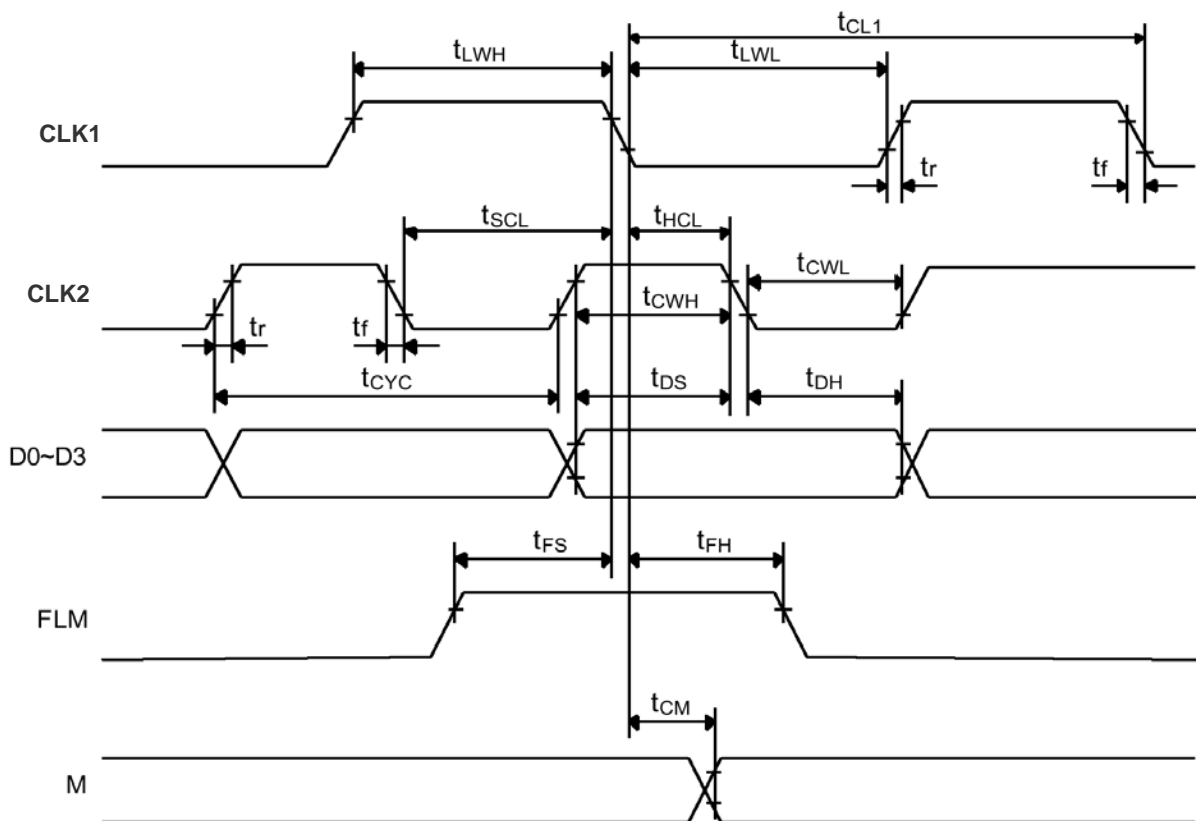 tCL1
tLWH tLWL
CLK1
tr tf
tSCL tHCL
tCWL
CLK2
tCWH
tr tf
tCYC tDS tDH
D0~D3
tFS tFH
FLM
tCM
M